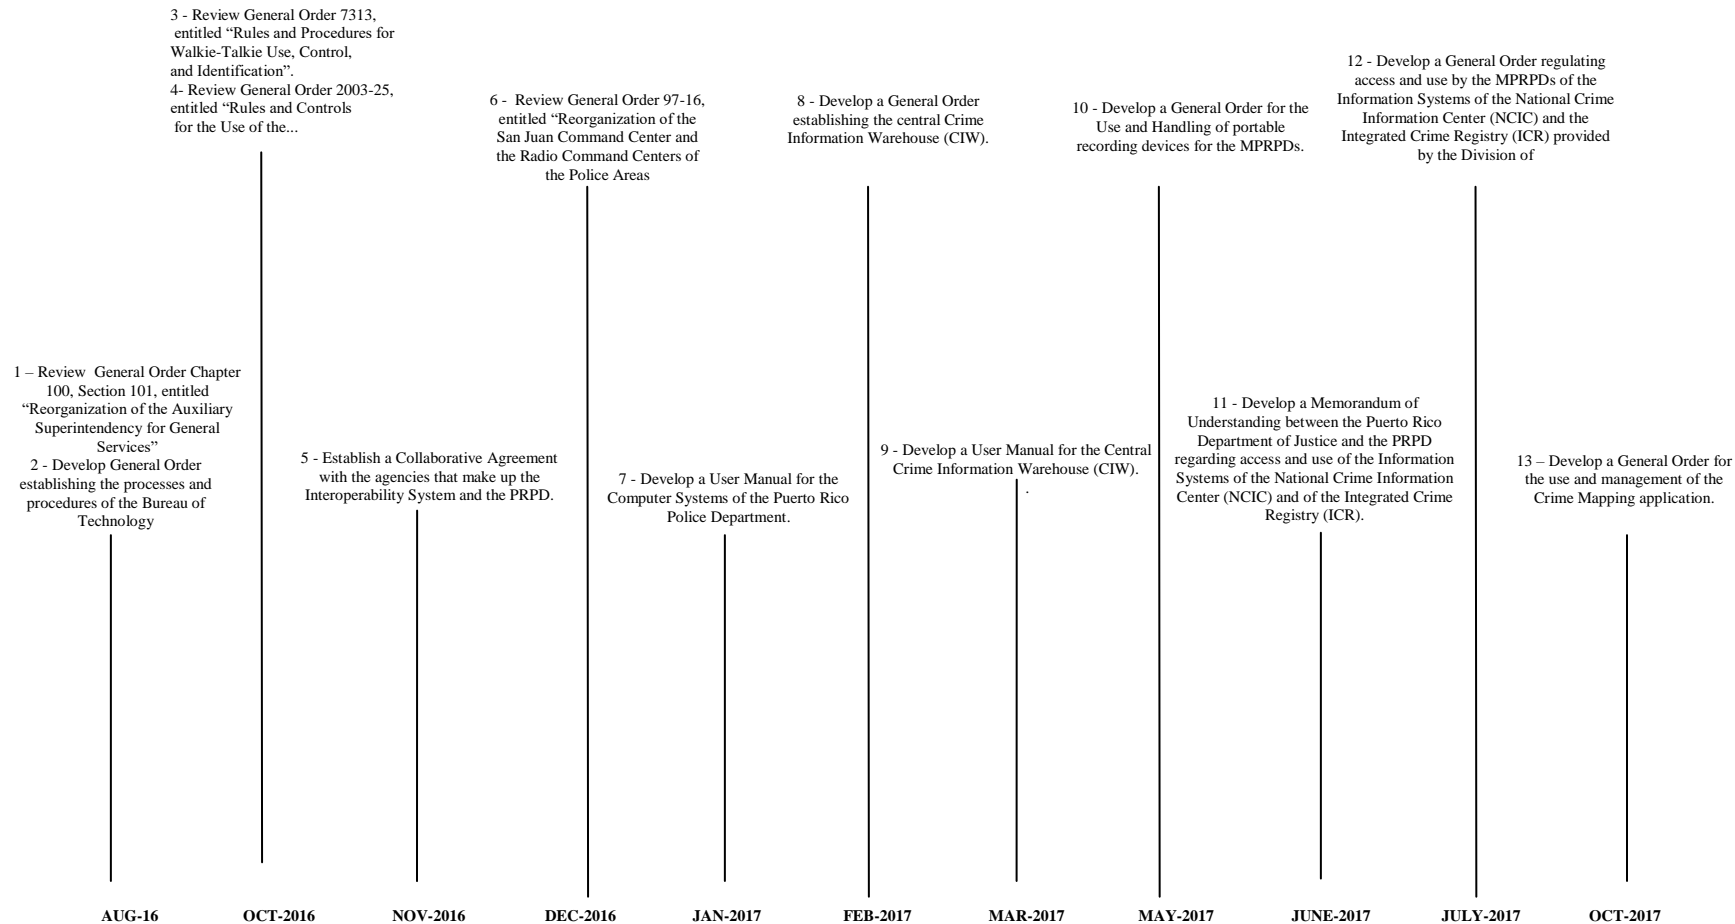 3 - Review General Order 7313,
entitled “Rules and Procedures for
Walkie-Talkie Use, Control,
and Identification”.
4- Review General Order 2003-25,
entitled “Rules and Controls
for the Use of the...
6 - Review General Order 97-16,
entitled “Reorganization of the
San Juan Command Center and
the Radio Command Centers of
the Police Areas
8 - Develop a General Order
establishing the central Crime
Information Warehouse (CIW).
10 - Develop a General Order for the
Use and Handling of portable
recording devices for the MPRPDs.
12 - Develop a General Order regulating
access and use by the MPRPDs of the
Information Systems of the National Crime
Information Center (NCIC) and the
Integrated Crime Registry (ICR) provided
by the Division of
1 – Review General Order Chapter
100, Section 101, entitled
“Reorganization of the Auxiliary
Superintendency for General
Services”
2 - Develop General Order
establishing the processes and
procedures of the Bureau of
Technology
5 - Establish a Collaborative Agreement
with the agencies that make up the
Interoperability System and the PRPD.
7 - Develop a User Manual for the
Computer Systems of the Puerto Rico
Police Department.
9 - Develop a User Manual for the Central
Crime Information Warehouse (CIW).
.
11 - Develop a Memorandum of
Understanding between the Puerto Rico
Department of Justice and the PRPD
regarding access and use of the Information
Systems of the National Crime Information
Center (NCIC) and of the Integrated Crime
Registry (ICR).
13 – Develop a General Order for
the use and management of the
Crime Mapping application.
AUG-16
OCT-2016
NOV-2016
DEC-2016
JAN-2017
FEB-2017
MAR-2017
MAY-2017
JUNE-2017
JULY-2017
OCT-2017